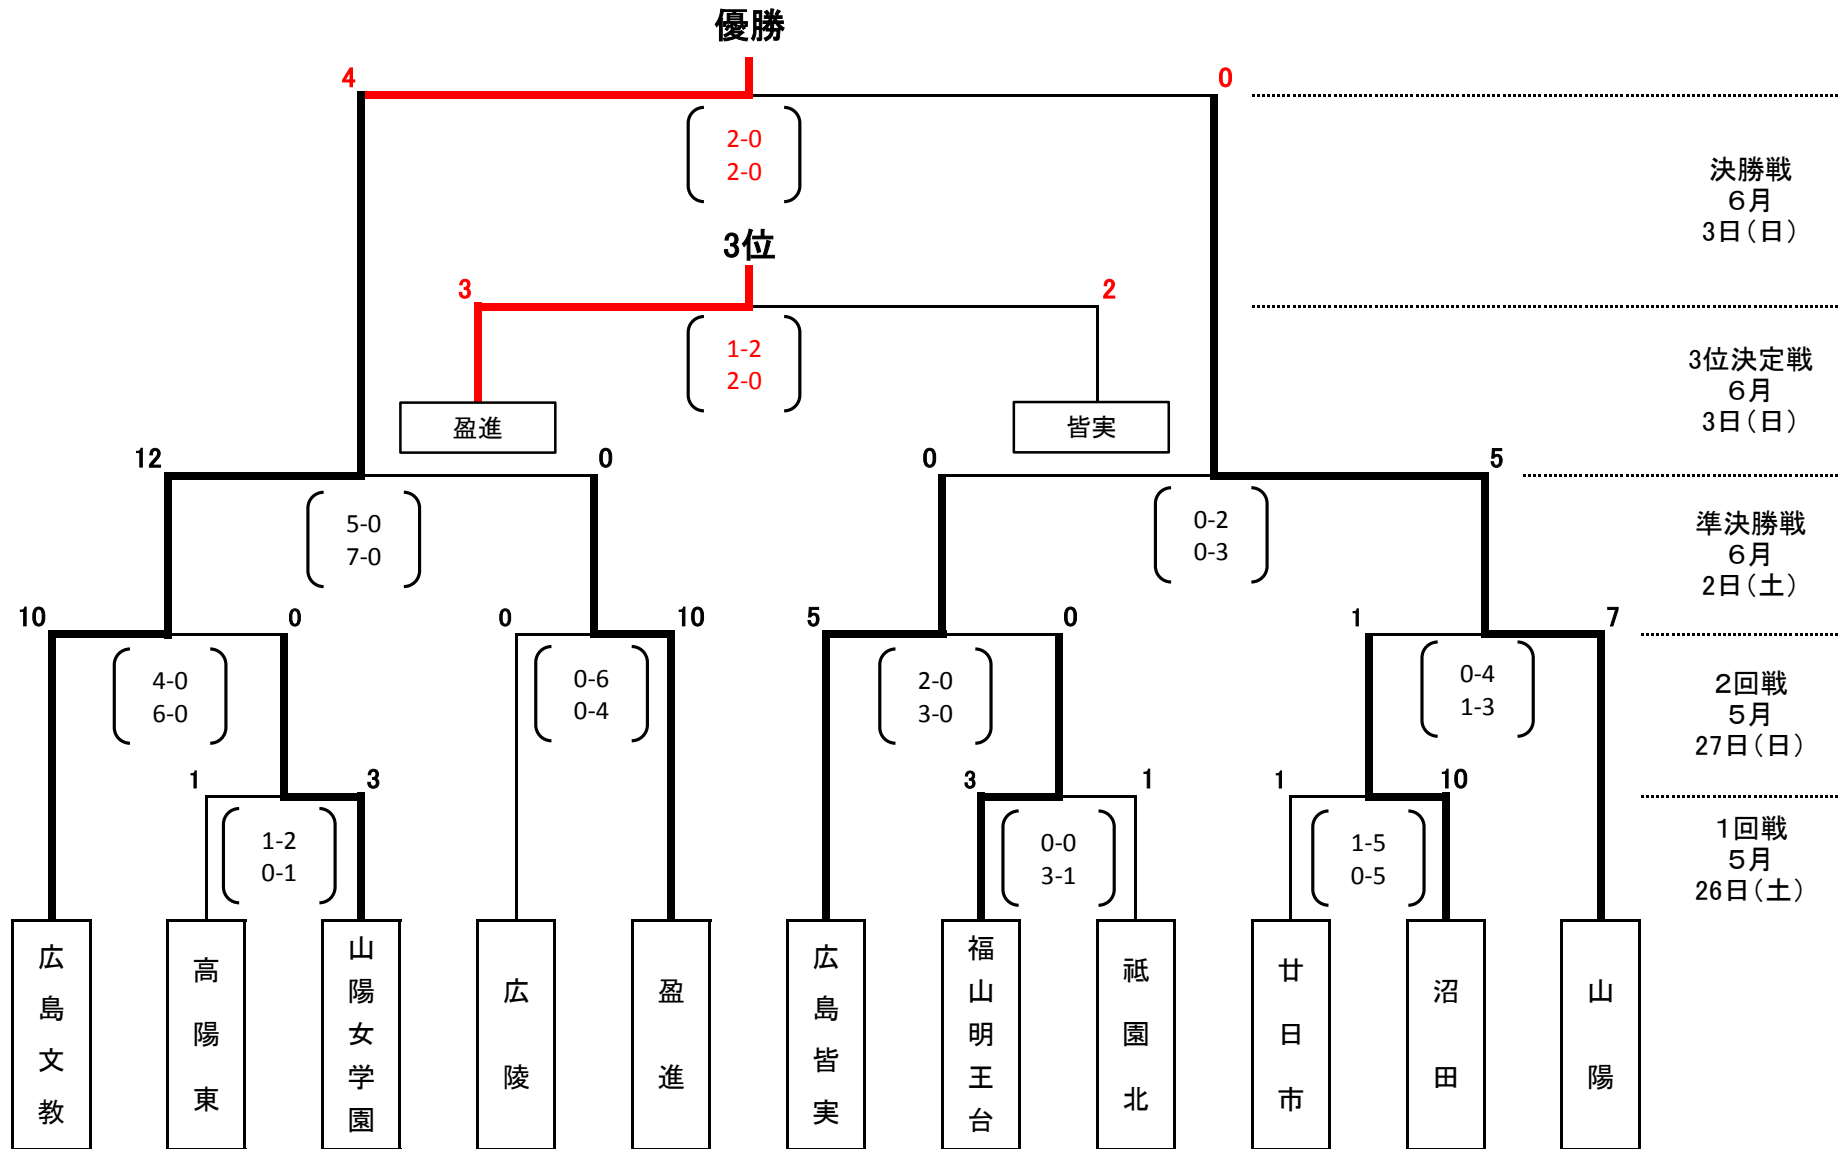 優勝
4
0
2-0
2-0
決勝戦
6月
3日(日)
3位
3
2
1-2
2-0
3位決定戦
6月
3日(日)
盈進
皆実
12
0
0
5
5-0
7-0
0-2
0-3
準決勝戦
6月
2日(土)
10
0
0
10
5
0
1
7
4-0
6-0
0-6
0-4
2-0
3-0
0-4
1-3
2回戦
5月
27日(日)
1
3
3
1
1
10
1-2
0-1
0-0
3-1
1-5
0-5
1回戦
5月
26日(土)
広島文教
高陽東
山陽女学園
広陵
盈進
広島皆実
福山明王台
祇園北
廿日市
沼田
山陽